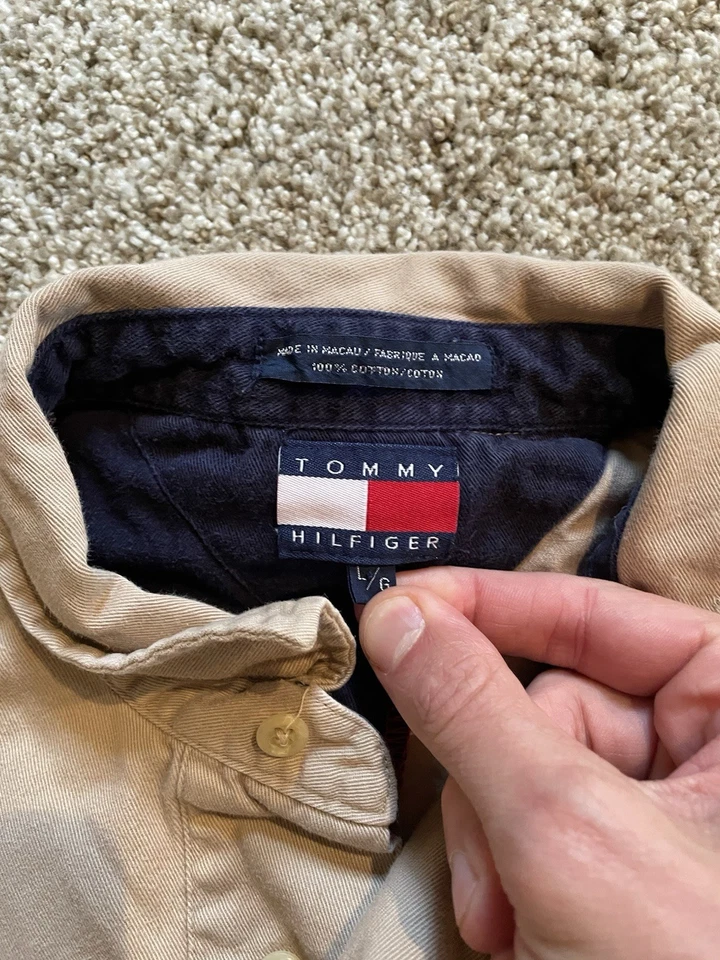 MADE IN MACAU / FABRIQUE A MACAO
100% COTTON/COTON
TOMMY
HILFIGER
L/G